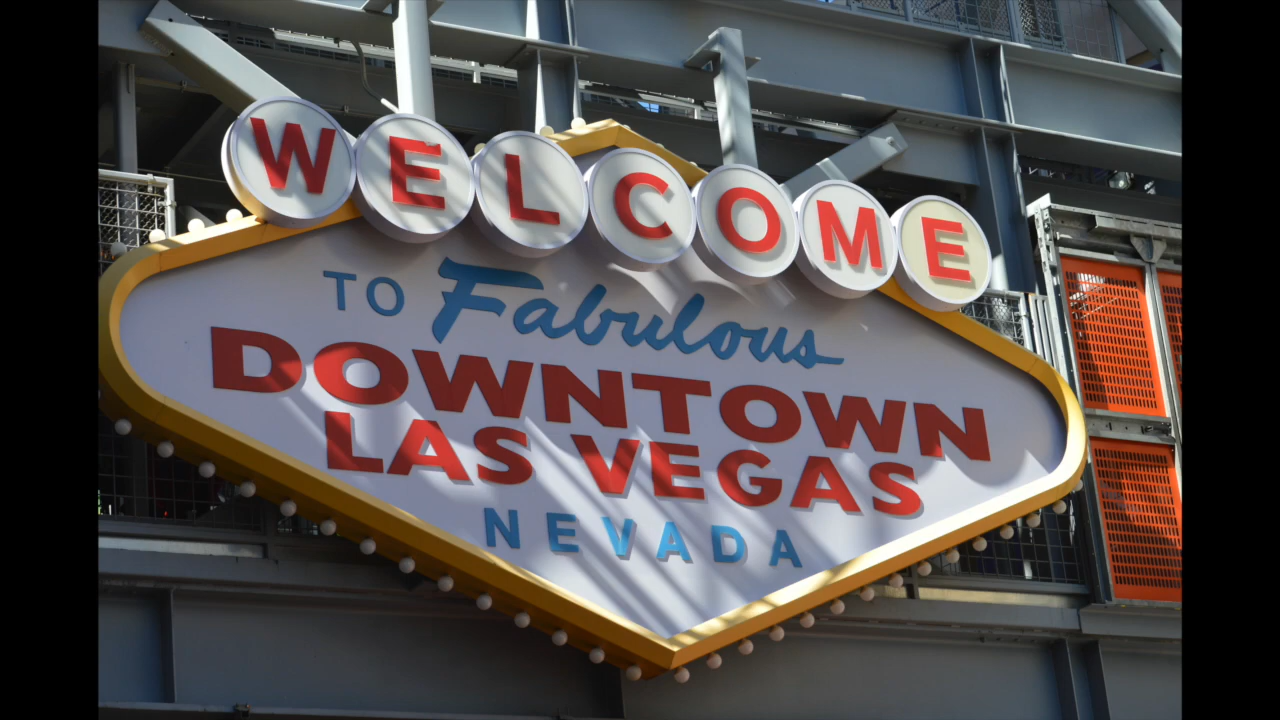 WELCOME
TO Fabulous
DOWNTOWN
LAS VEGAS
NEVADA